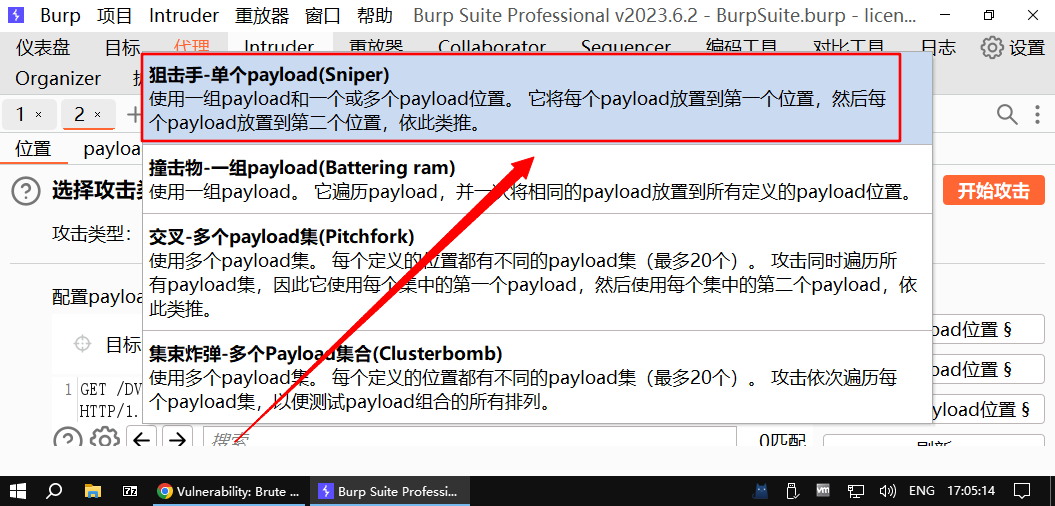 Burp 项目 Intruder 重放器 窗口 帮助 Burp Suite Professional v2023.6.2 - BurpSuite.burp - licen...
仪表盘 目标 代理 Intruder 重放器 Collaborator Sequencer 编码工具 对比工具 日志 设置
Organizer
1 × 2 × +
位置 payloa
狙击手-单个payload(Sniper)
使用一组payload和一个或多个payload位置。 它将每个payload放置到第一个位置，然后每
个payload放置到第二个位置，依此类推。
撞击物-一组payload(Battering ram)
使用一组payload。 它遍历payload，并一次将相同的payload放置到所有定义的payload位置。
选择攻击
开始攻击
攻击类型:
交叉-多个payload集(Pitchfork)
使用多个payload集。 每个定义的位置都有不同的payload集（最多20个）。 攻击同时遍历所
有payload集，因此它使用每个集中的第一个payload，然后使用每个集中的第二个payload，依
此类推。
配置payloa
oad位置 §
目标
集束炸弹-多个Payload集合(Clusterbomb)
使用多个payload集。 每个定义的位置都有不同的payload集（最多20个）。 攻击依次遍历每
个payload集，以便测试payload组合的所有排列。
oad位置 §
1 GET /DV
HTTP/1.
yload位置 §
搜索 0匹配 刷新
Vulnerability: Brute ... Burp Suite Professi... ENG 17:05:14